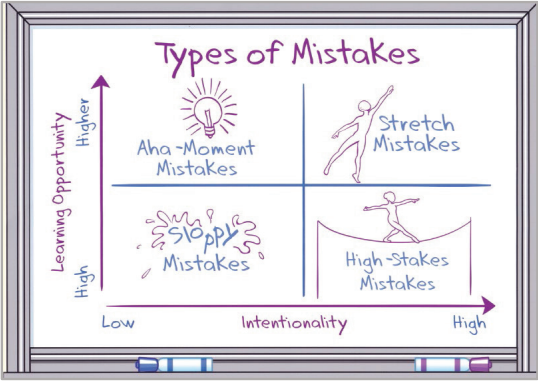 Types of Mistakes
Learning Opportunity
Higher
High
Aha-Moment
Mistakes
Stretch
Mistakes
Sloppy
Mistakes
High-Stakes
Mistakes
Low
Intentionality
High